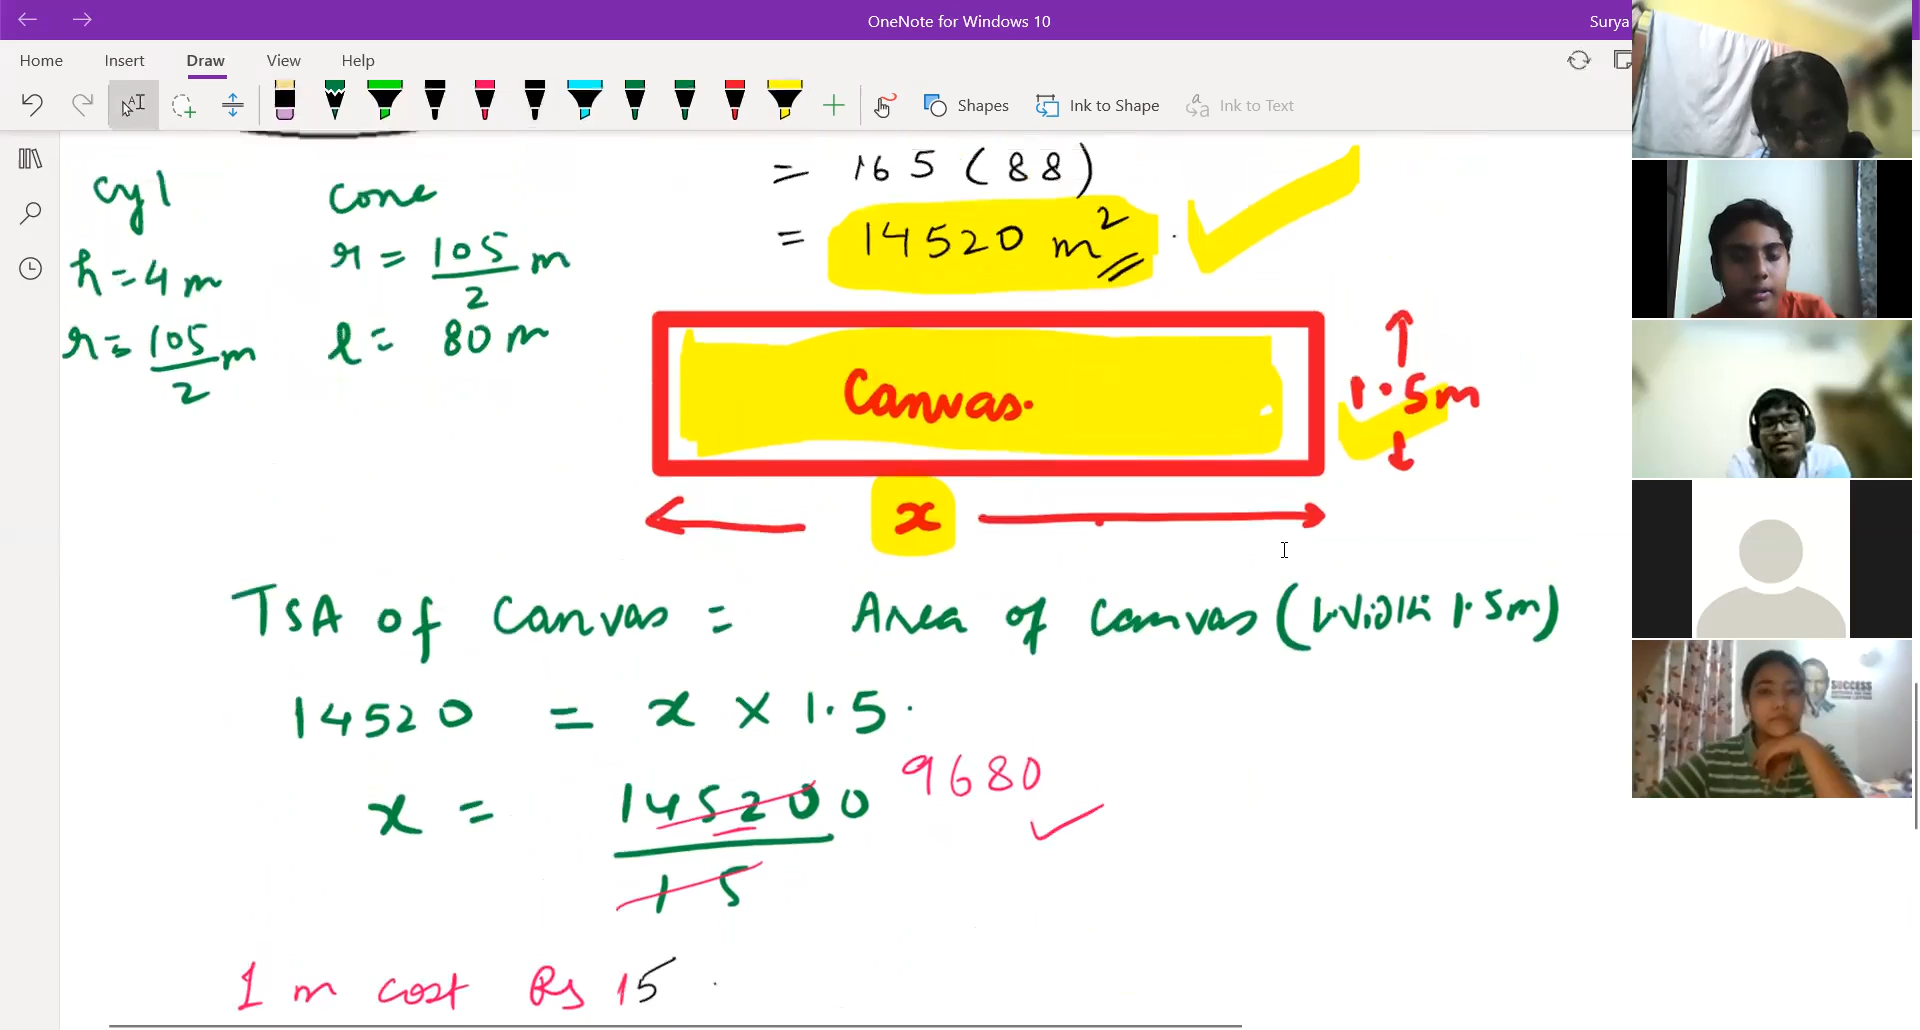 OneNote for Windows 10
Surya
Home Insert Draw View Help
Shapes Ink to Shape Ink to Text
cyl
h = 4 m
r = 105/2 m
cone
r = 105/2 m
l = 80 m
= 165 (88)
= 14520 m²
Canvas.
1.5m
x
TSA of Canvas = Area of canvas (width 1.5m)
14520 = x × 1.5
x = 145200/15 9680
1 m cost Rs 15
SUCCESS